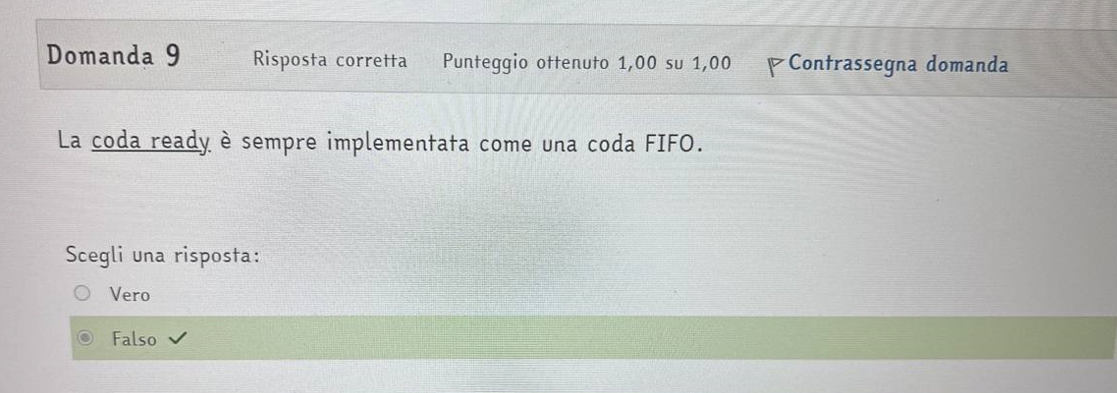 Domanda 9 Risposta corretta Punteggio ottenuto 1,00 su 1,00 Contrassegna domanda
La coda ready è sempre implementata come una coda FIFO.
Scegli una risposta:
Vero
Falso